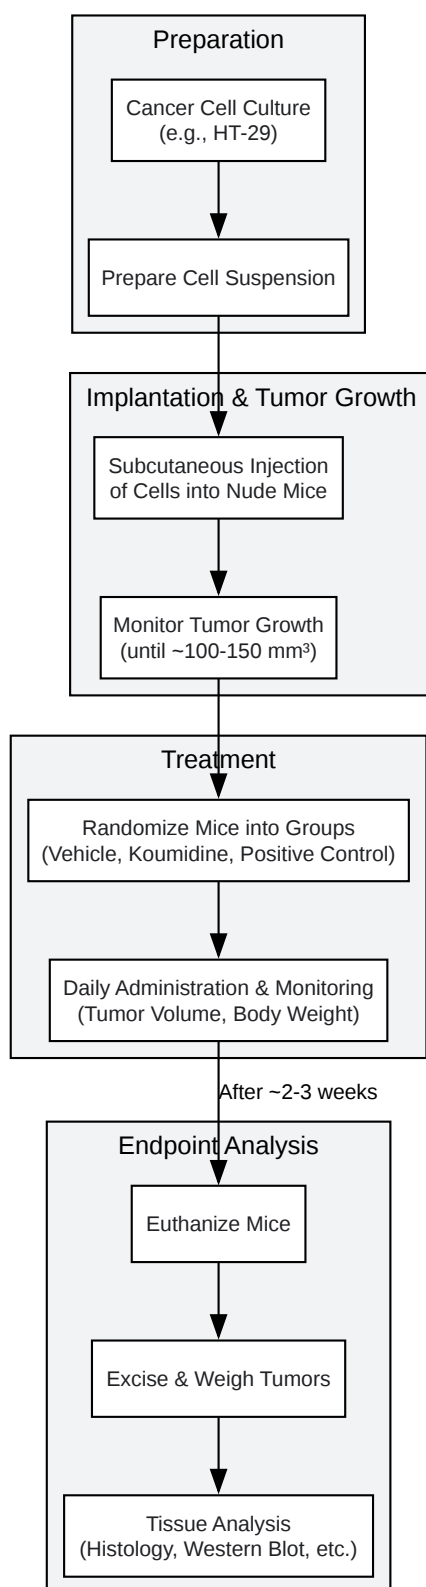 Preparation
Cancer Cell Culture
(e.g., HT-29)
Prepare Cell Suspension
Implantation & Tumor Growth
Subcutaneous Injection
of Cells into Nude Mice
Monitor Tumor Growth
(until ~100-150 mm³)
Treatment
Randomize Mice into Groups
(Vehicle, Koumidine, Positive Control)
Daily Administration & Monitoring
(Tumor Volume, Body Weight)
After ~2-3 weeks
Endpoint Analysis
Euthanize Mice
Excise & Weigh Tumors
Tissue Analysis
(Histology, Western Blot, etc.)